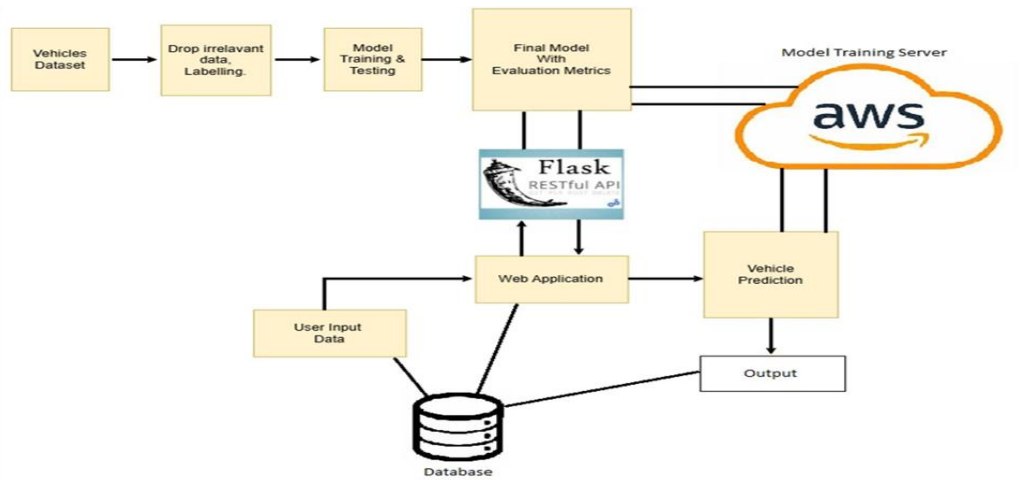 Vehicles
Dataset
Drop irrelavant
data,
Labelling.
Model
Training &
Testing
Final Model
With
Evaluation Metrics
Model Training Server
aws
Flask
RESTful API
Web Application
Vehicle
Prediction
User Input
Data
Output
Database